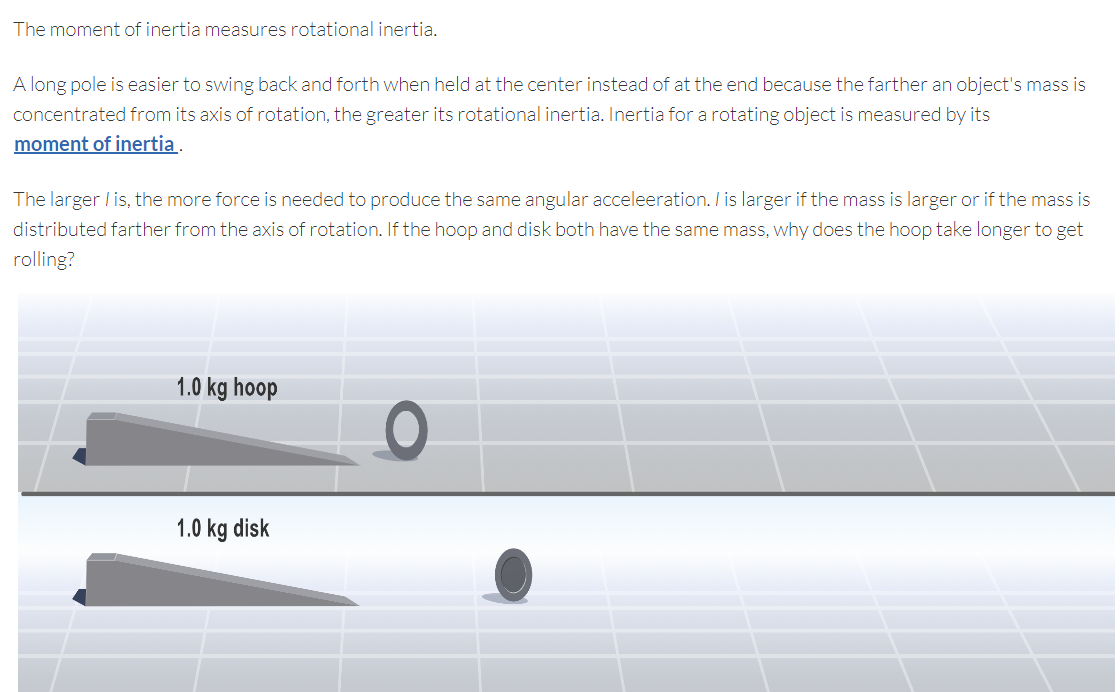 The moment of inertia measures rotational inertia.
A long pole is easier to swing back and forth when held at the center instead of at the end because the farther an object's mass is
concentrated from its axis of rotation, the greater its rotational inertia. Inertia for a rotating object is measured by its
moment of inertia .
The larger I is, the more force is needed to produce the same angular acceleeration. I is larger if the mass is larger or if the mass is
distributed farther from the axis of rotation. If the hoop and disk both have the same mass, why does the hoop take longer to get
rolling?
1.0 kg hoop
1.0 kg disk